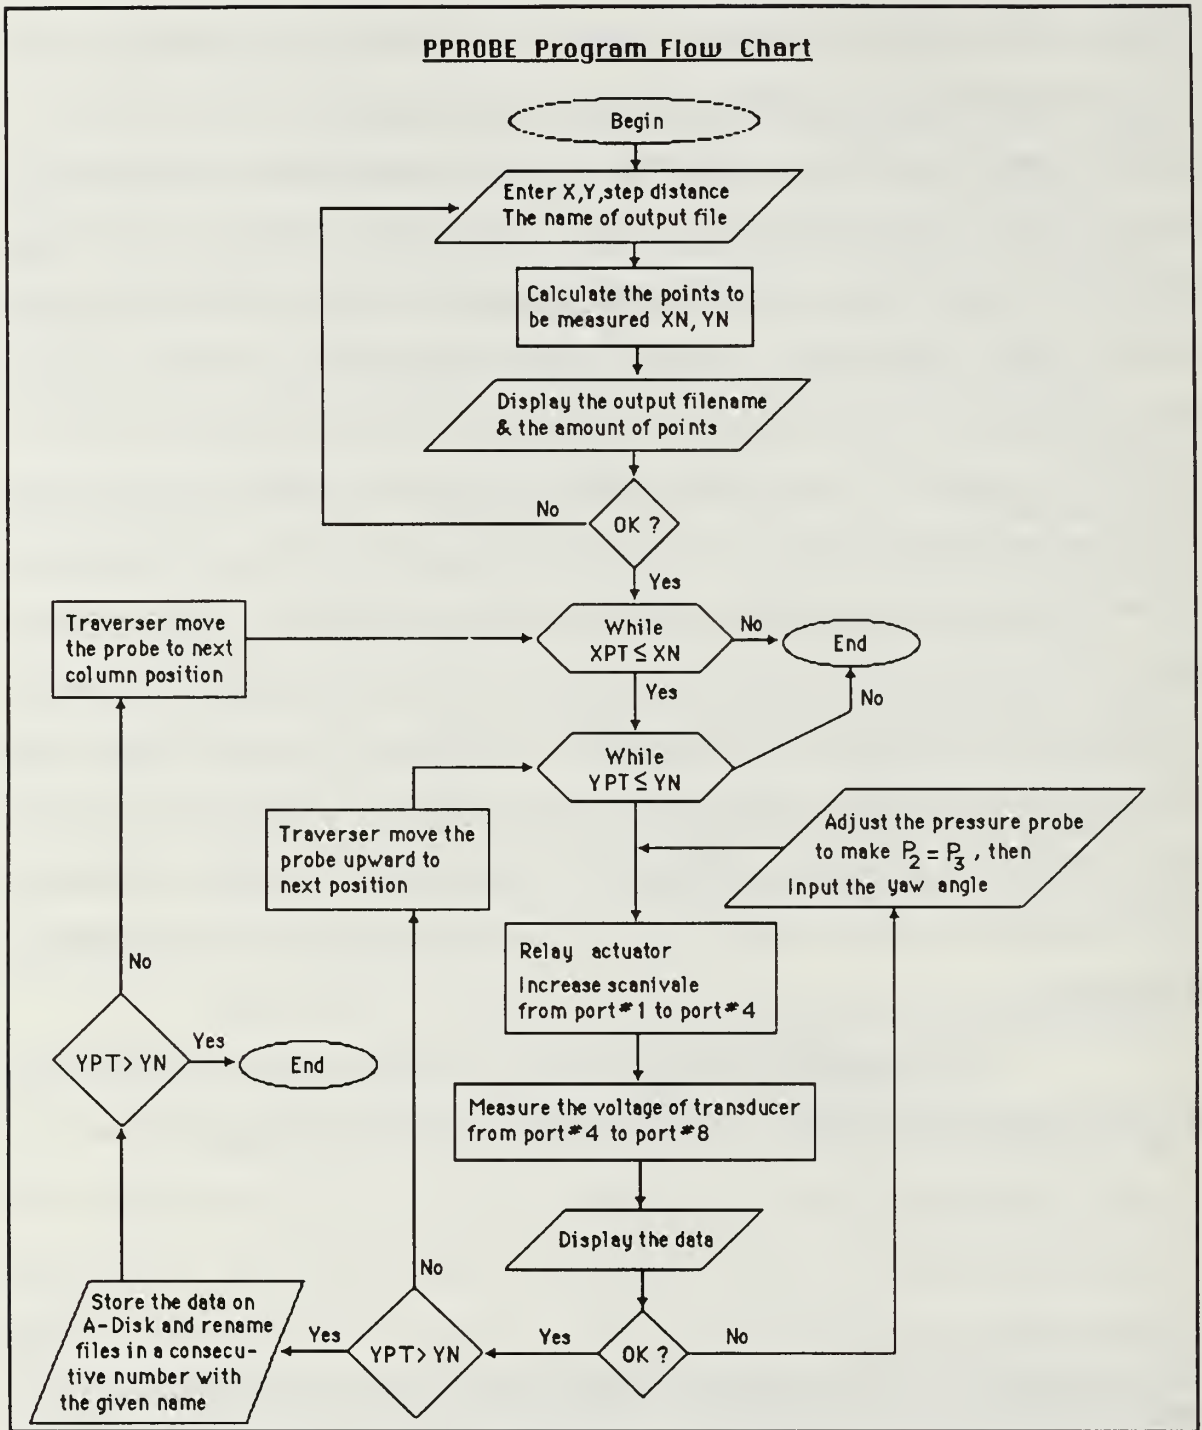 PPROBE Program Flow Chart
Begin
Enter X,Y,step distance
The name of output file
Calculate the points to
be measured XN, YN
Display the output filename
& the amount of points
No
OK ?
Yes
Traverser move
the probe to next
column position
While
XPT ≤ XN
No
End
Yes
No
While
YPT ≤ YN
Traverser move the
probe upward to
next position
Adjust the pressure probe
to make P2 = P3 , then
Input the yaw angle
Relay actuator
Increase scanivale
from port#1 to port#4
No
YPT> YN
Yes
End
Measure the voltage of transducer
from port#4 to port#8
Display the data
No
Store the data on
A-Disk and rename
files in a consecu-
tive number with
the given name
Yes
YPT> YN
Yes
OK ?
No